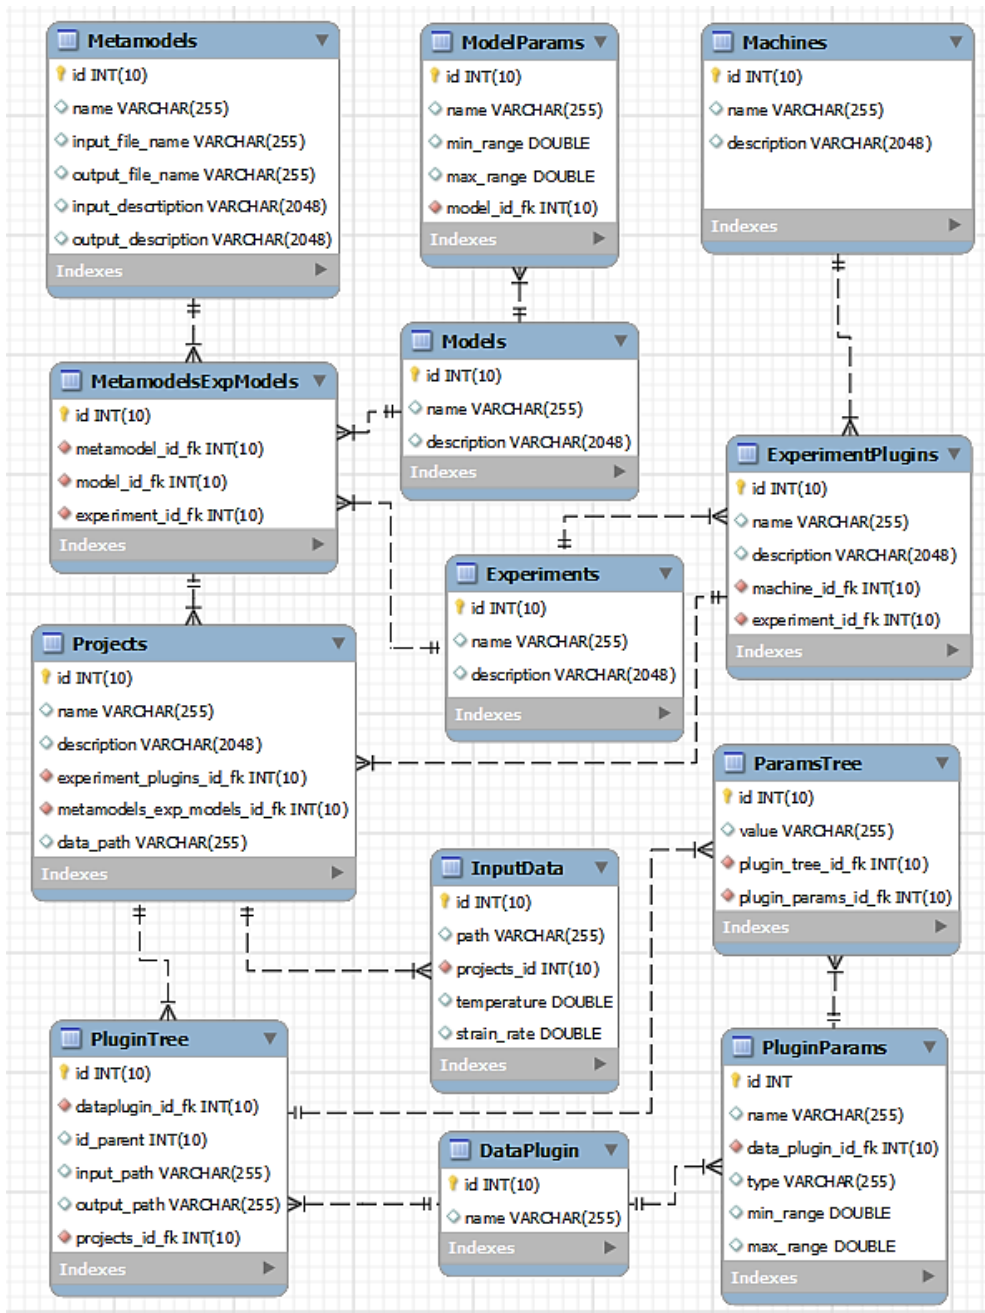 Metamodels
id INT(10)
name VARCHAR(255)
input_file_name VARCHAR(255)
output_file_name VARCHAR(255)
input_descrtiption VARCHAR(2048)
output_description VARCHAR(2048)
Indexes
ModelParams
id INT(10)
name VARCHAR(255)
min_range DOUBLE
max_range DOUBLE
model_id_fk INT(10)
Indexes
Machines
id INT(10)
name VARCHAR(255)
description VARCHAR(2048)
Indexes
Models
id INT(10)
name VARCHAR(255)
description VARCHAR(2048)
Indexes
MetamodelsExpModels
id INT(10)
metamodel_id_fk INT(10)
model_id_fk INT(10)
experiment_id_fk INT(10)
Indexes
ExperimentPlugins
id INT(10)
name VARCHAR(255)
description VARCHAR(2048)
machine_id_fk INT(10)
experiment_id_fk INT(10)
Indexes
Experiments
id INT(10)
name VARCHAR(255)
description VARCHAR(2048)
Indexes
Projects
id INT(10)
name VARCHAR(255)
description VARCHAR(2048)
experiment_plugins_id_fk INT(10)
metamodels_exp_models_id_fk INT(10)
data_path VARCHAR(255)
Indexes
ParamsTree
id INT(10)
value VARCHAR(255)
plugin_tree_id_fk INT(10)
plugin_params_id_fk INT(10)
Indexes
InputData
id INT(10)
path VARCHAR(255)
projects_id INT(10)
temperature DOUBLE
strain_rate DOUBLE
Indexes
PluginTree
id INT(10)
dataplugin_id_fk INT(10)
id_parent INT(10)
input_path VARCHAR(255)
output_path VARCHAR(255)
projects_id_fk INT(10)
Indexes
DataPlugin
id INT(10)
name VARCHAR(255)
Indexes
PluginParams
id INT
name VARCHAR(255)
data_plugin_id_fk INT(10)
type VARCHAR(255)
min_range DOUBLE
max_range DOUBLE
Indexes